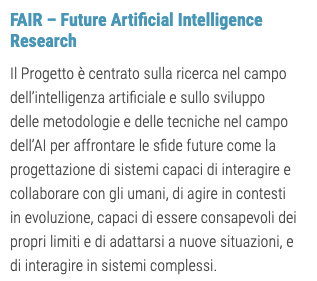 FAIR – Future Artificial Intelligence
Research
Il Progetto è centrato sulla ricerca nel campo
dell’intelligenza artificiale e sullo sviluppo
delle metodologie e delle tecniche nel campo
dell’AI per affrontare le sfide future come la
progettazione di sistemi capaci di interagire e
collaborare con gli umani, di agire in contesti
in evoluzione, capaci di essere consapevoli dei
propri limiti e di adattarsi a nuove situazioni, e
di interagire in sistemi complessi.